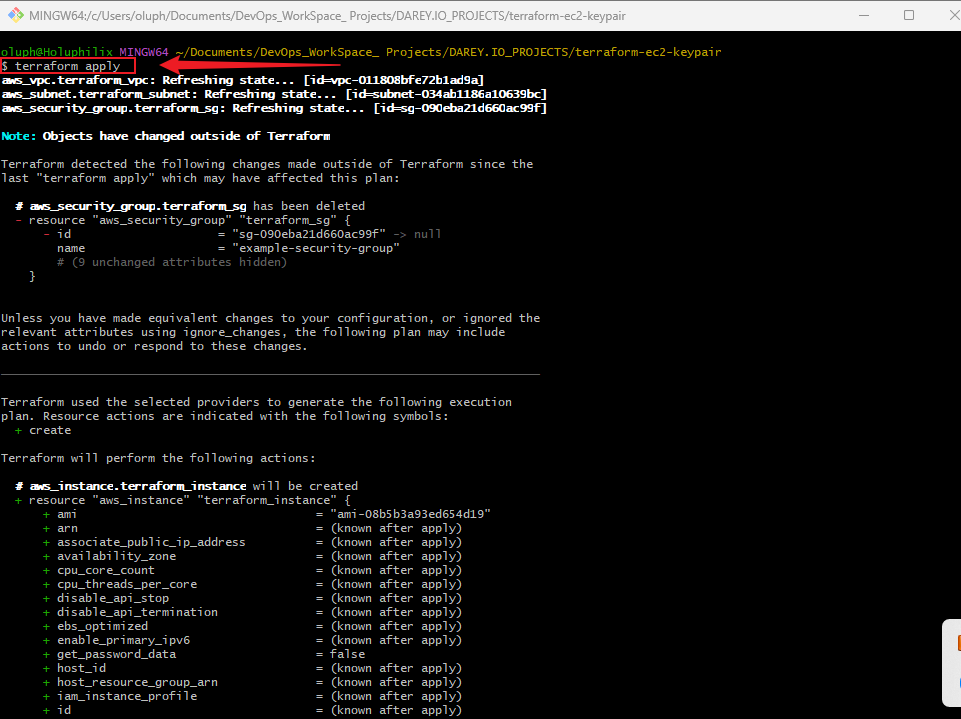 MINGW64:/c/Users/oluph/Documents/DevOps_WorkSpace_ Projects/DAREY.IO_PROJECTS/terraform-ec2-keypair
oluph@Holuphilix MINGW64 ~/Documents/DevOps_WorkSpace_ Projects/DAREY.IO_PROJECTS/terraform-ec2-keypair
$ terraform apply
aws_vpc.terraform_vpc: Refreshing state... [id=vpc-011808bfe72b1ad9a]
aws_subnet.terraform_subnet: Refreshing state... [id=subnet-034ab1186a10639bc]
aws_security_group.terraform_sg: Refreshing state... [id=sg-090eba21d660ac99f]
Note: Objects have changed outside of Terraform
Terraform detected the following changes made outside of Terraform since the
last "terraform apply" which may have affected this plan:
# aws_security_group.terraform_sg has been deleted
- resource "aws_security_group" "terraform_sg" {
- id = "sg-090eba21d660ac99f" -> null
name = "example-security-group"
# (9 unchanged attributes hidden)
}
Unless you have made equivalent changes to your configuration, or ignored the
relevant attributes using ignore_changes, the following plan may include
actions to undo or respond to these changes.
Terraform used the selected providers to generate the following execution
plan. Resource actions are indicated with the following symbols:
+ create
Terraform will perform the following actions:
# aws_instance.terraform_instance will be created
+ resource "aws_instance" "terraform_instance" {
+ ami = "ami-08b5b3a93ed654d19"
+ arn = (known after apply)
+ associate_public_ip_address = (known after apply)
+ availability_zone = (known after apply)
+ cpu_core_count = (known after apply)
+ cpu_threads_per_core = (known after apply)
+ disable_api_stop = (known after apply)
+ disable_api_termination = (known after apply)
+ ebs_optimized = (known after apply)
+ enable_primary_ipv6 = (known after apply)
+ get_password_data = false
+ host_id = (known after apply)
+ host_resource_group_arn = (known after apply)
+ iam_instance_profile = (known after apply)
+ id = (known after apply)